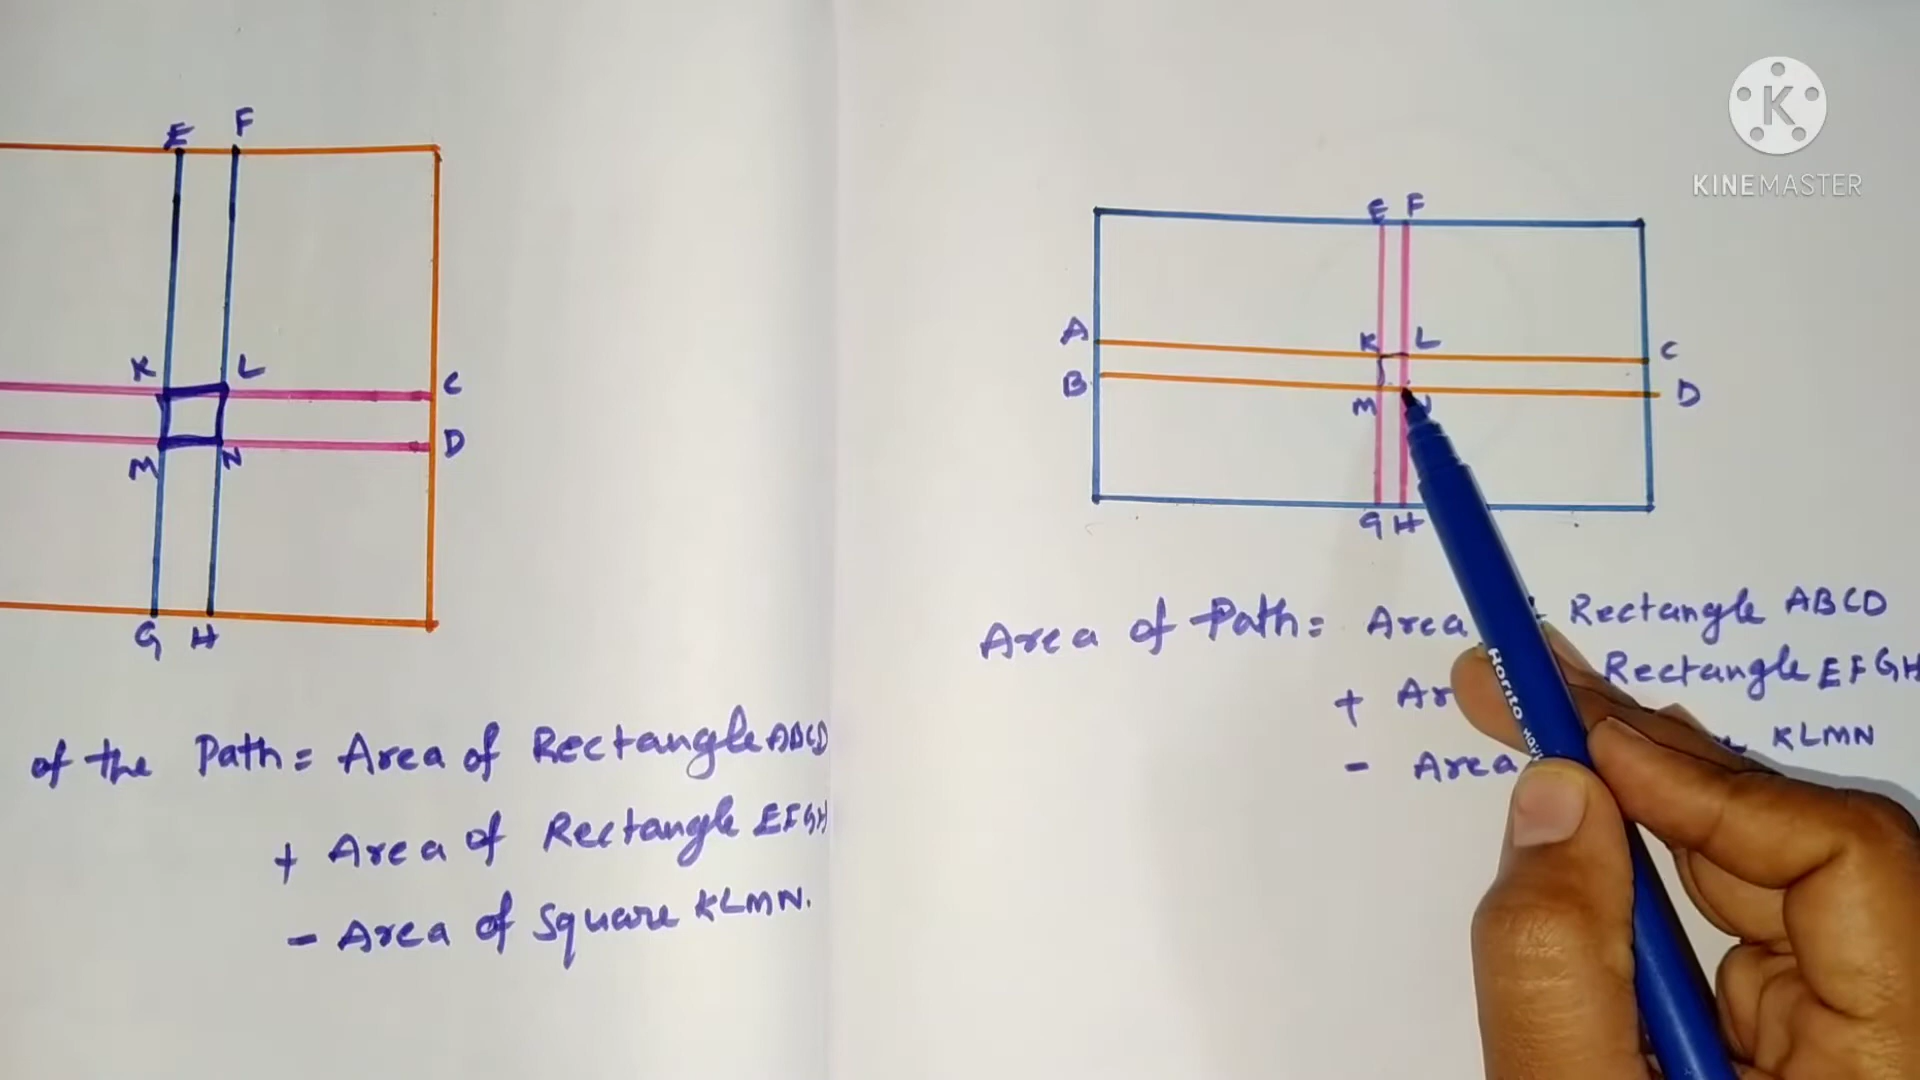 E F
K L C
M N D
G H
of the Path = Area of Rectangle ABCD
+ Area of Rectangle EFGH
- Area of Square KLMN.
K
KINEMASTER
E F
A K L C
B M D
G H
Area of Path = Area Rectangle ABCD
+ Rectangle EFGH
- Area KLMN
Horito